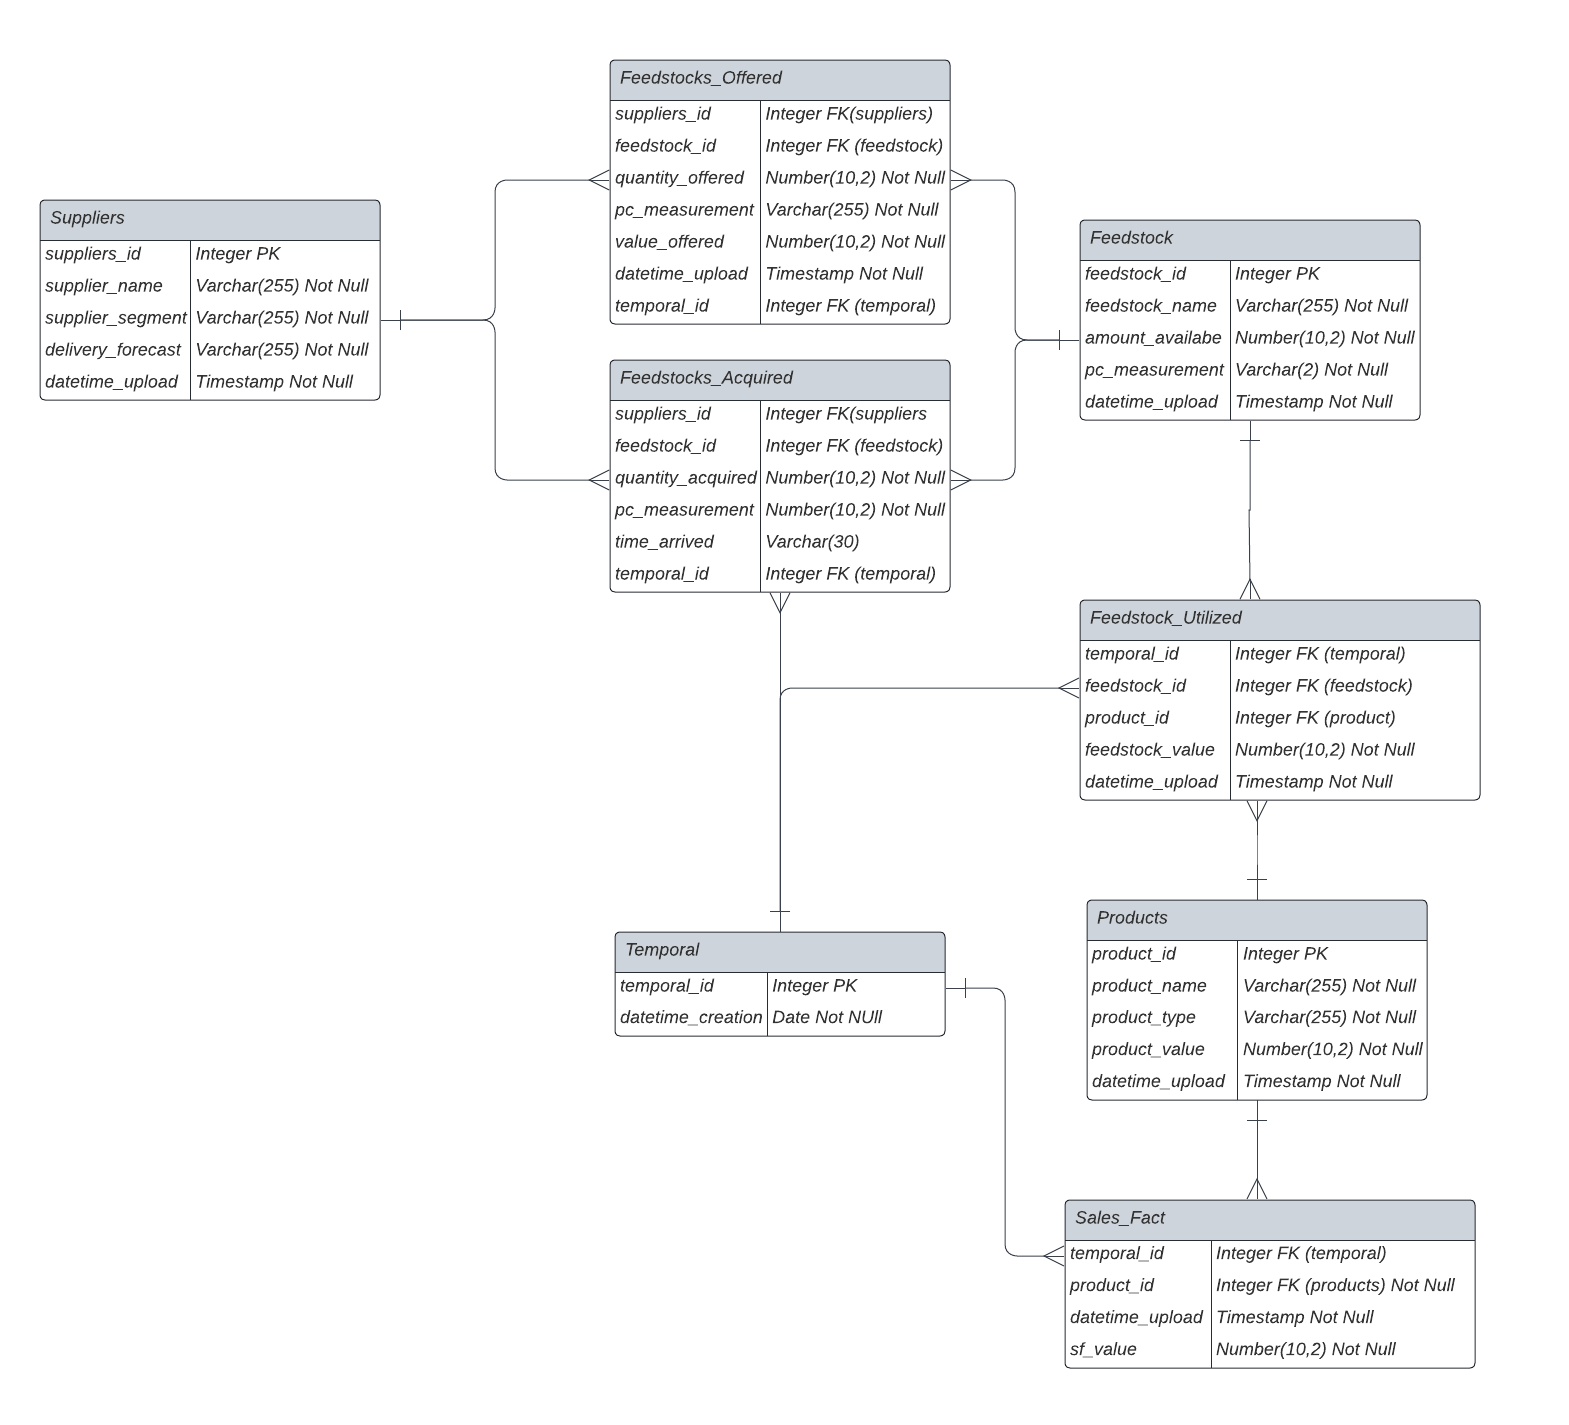 Feedstocks_Offered
suppliers_id Integer FK(suppliers)
feedstock_id Integer FK (feedstock)
quantity_offered Number(10,2) Not Null
pc_measurement Varchar(255) Not Null
value_offered Number(10,2) Not Null
datetime_upload Timestamp Not Null
temporal_id Integer FK (temporal)
Suppliers
suppliers_id Integer PK
supplier_name Varchar(255) Not Null
supplier_segment Varchar(255) Not Null
delivery_forecast Varchar(255) Not Null
datetime_upload Timestamp Not Null
Feedstock
feedstock_id Integer PK
feedstock_name Varchar(255) Not Null
amount_availabe Number(10,2) Not Null
pc_measurement Varchar(2) Not Null
datetime_upload Timestamp Not Null
Feedstocks_Acquired
suppliers_id Integer FK(suppliers
feedstock_id Integer FK (feedstock)
quantity_acquired Number(10,2) Not Null
pc_measurement Number(10,2) Not Null
time_arrived Varchar(30)
temporal_id Integer FK (temporal)
Feedstock_Utilized
temporal_id Integer FK (temporal)
feedstock_id Integer FK (feedstock)
product_id Integer FK (product)
feedstock_value Number(10,2) Not Null
datetime_upload Timestamp Not Null
Temporal
temporal_id Integer PK
datetime_creation Date Not NUll
Products
product_id Integer PK
product_name Varchar(255) Not Null
product_type Varchar(255) Not Null
product_value Number(10,2) Not Null
datetime_upload Timestamp Not Null
Sales_Fact
temporal_id Integer FK (temporal)
product_id Integer FK (products) Not Null
datetime_upload Timestamp Not Null
sf_value Number(10,2) Not Null